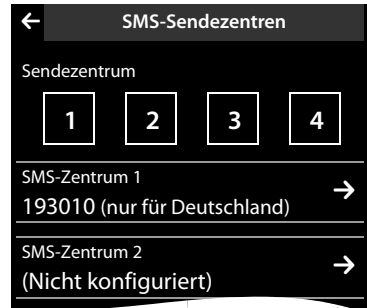 SMS-Sendezentren
Sendezentrum
1 2 3 4
SMS-Zentrum 1
193010 (nur für Deutschland)
SMS-Zentrum 2
(Nicht konfiguriert)